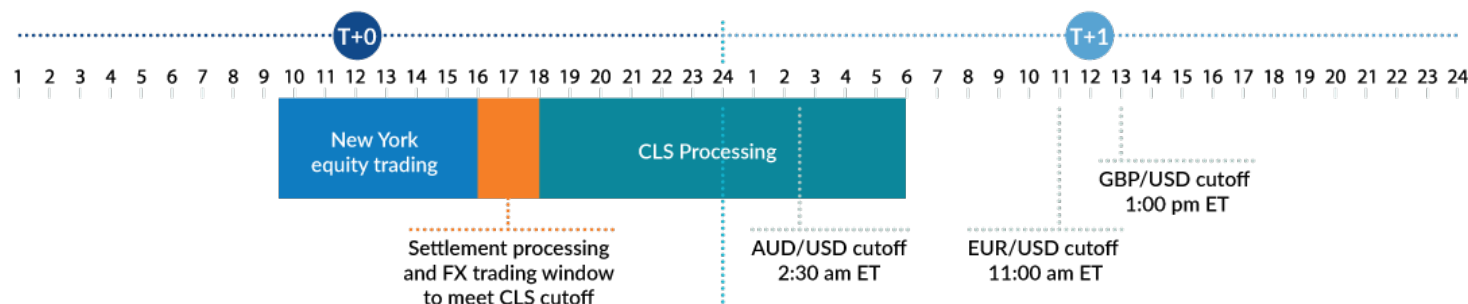 T+0
T+1
1 2 3 4 5 6 7 8 9 10 11 12 13 14 15 16 17 18 19 20 21 22 23 24 1 2 3 4 5 6 7 8 9 10 11 12 13 14 15 16 17 18 19 20 21 22 23 24
New York
equity trading
CLS Processing
GBP/USD cutoff
1:00 pm ET
Settlement processing
and FX trading window
to meet CLS cutoff
AUD/USD cutoff
2:30 am ET
EUR/USD cutoff
11:00 am ET